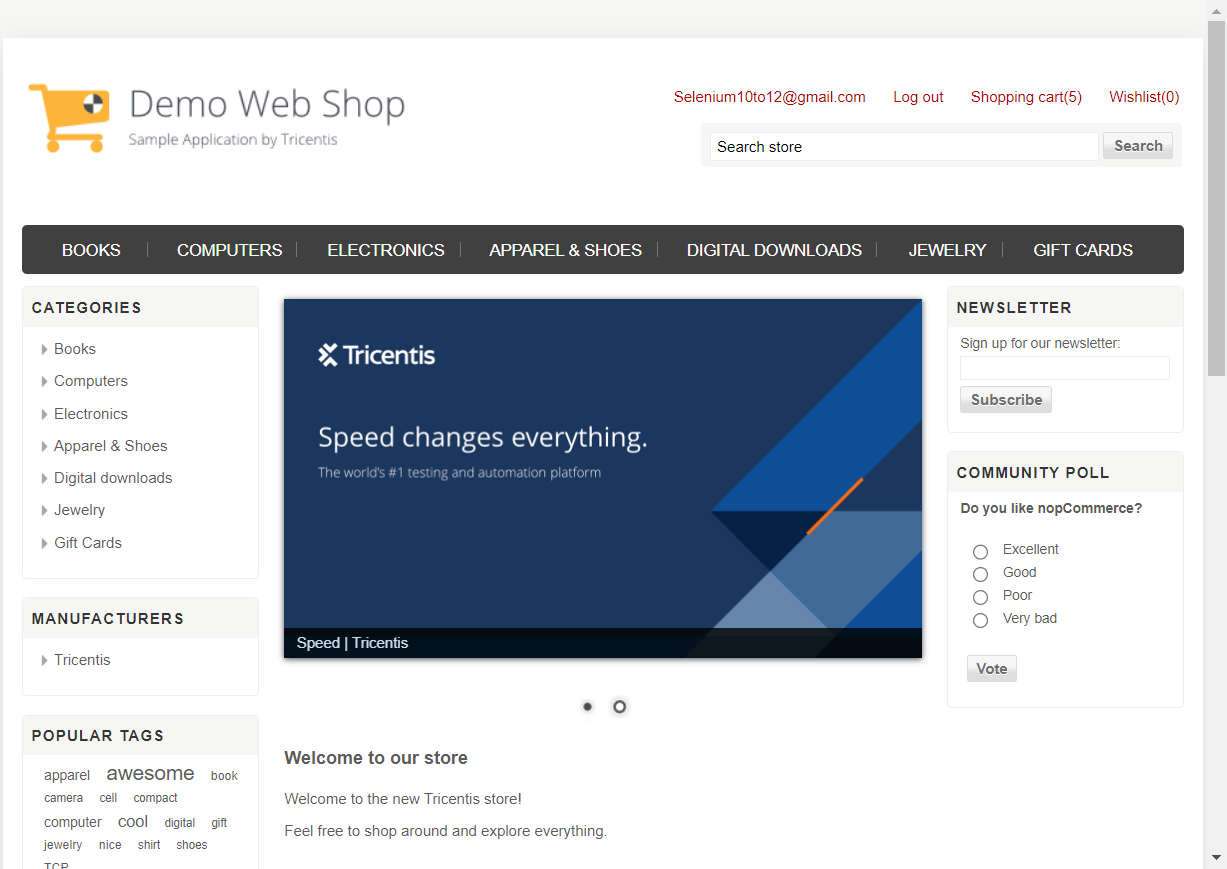 Demo Web Shop
Sample Application by Tricentis
Selenium10to12@gmail.com Log out Shopping cart(5) Wishlist(0)
Search store Search
BOOKS COMPUTERS ELECTRONICS APPAREL & SHOES DIGITAL DOWNLOADS JEWELRY GIFT CARDS
CATEGORIES
Books
Computers
Electronics
Apparel & Shoes
Digital downloads
Jewelry
Gift Cards
MANUFACTURERS
Tricentis
POPULAR TAGS
apparel awesome book
camera cell compact
computer cool digital gift
jewelry nice shirt shoes
TCP
Tricentis
Speed changes everything.
The world's #1 testing and automation platform
Speed | Tricentis
Welcome to our store
Welcome to the new Tricentis store!
Feel free to shop around and explore everything.
NEWSLETTER
Sign up for our newsletter:
Subscribe
COMMUNITY POLL
Do you like nopCommerce?
Excellent
Good
Poor
Very bad
Vote